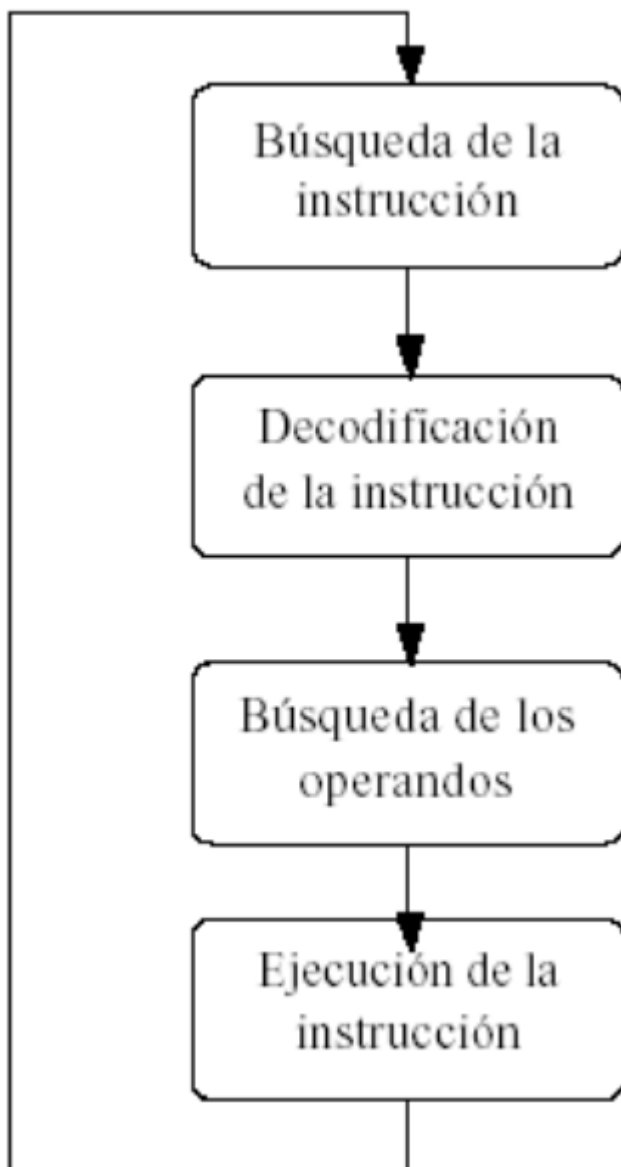 Búsqueda de la
instrucción
Decodificación
de la instrucción
Búsqueda de los
operandos
Ejecución de la
instrucción